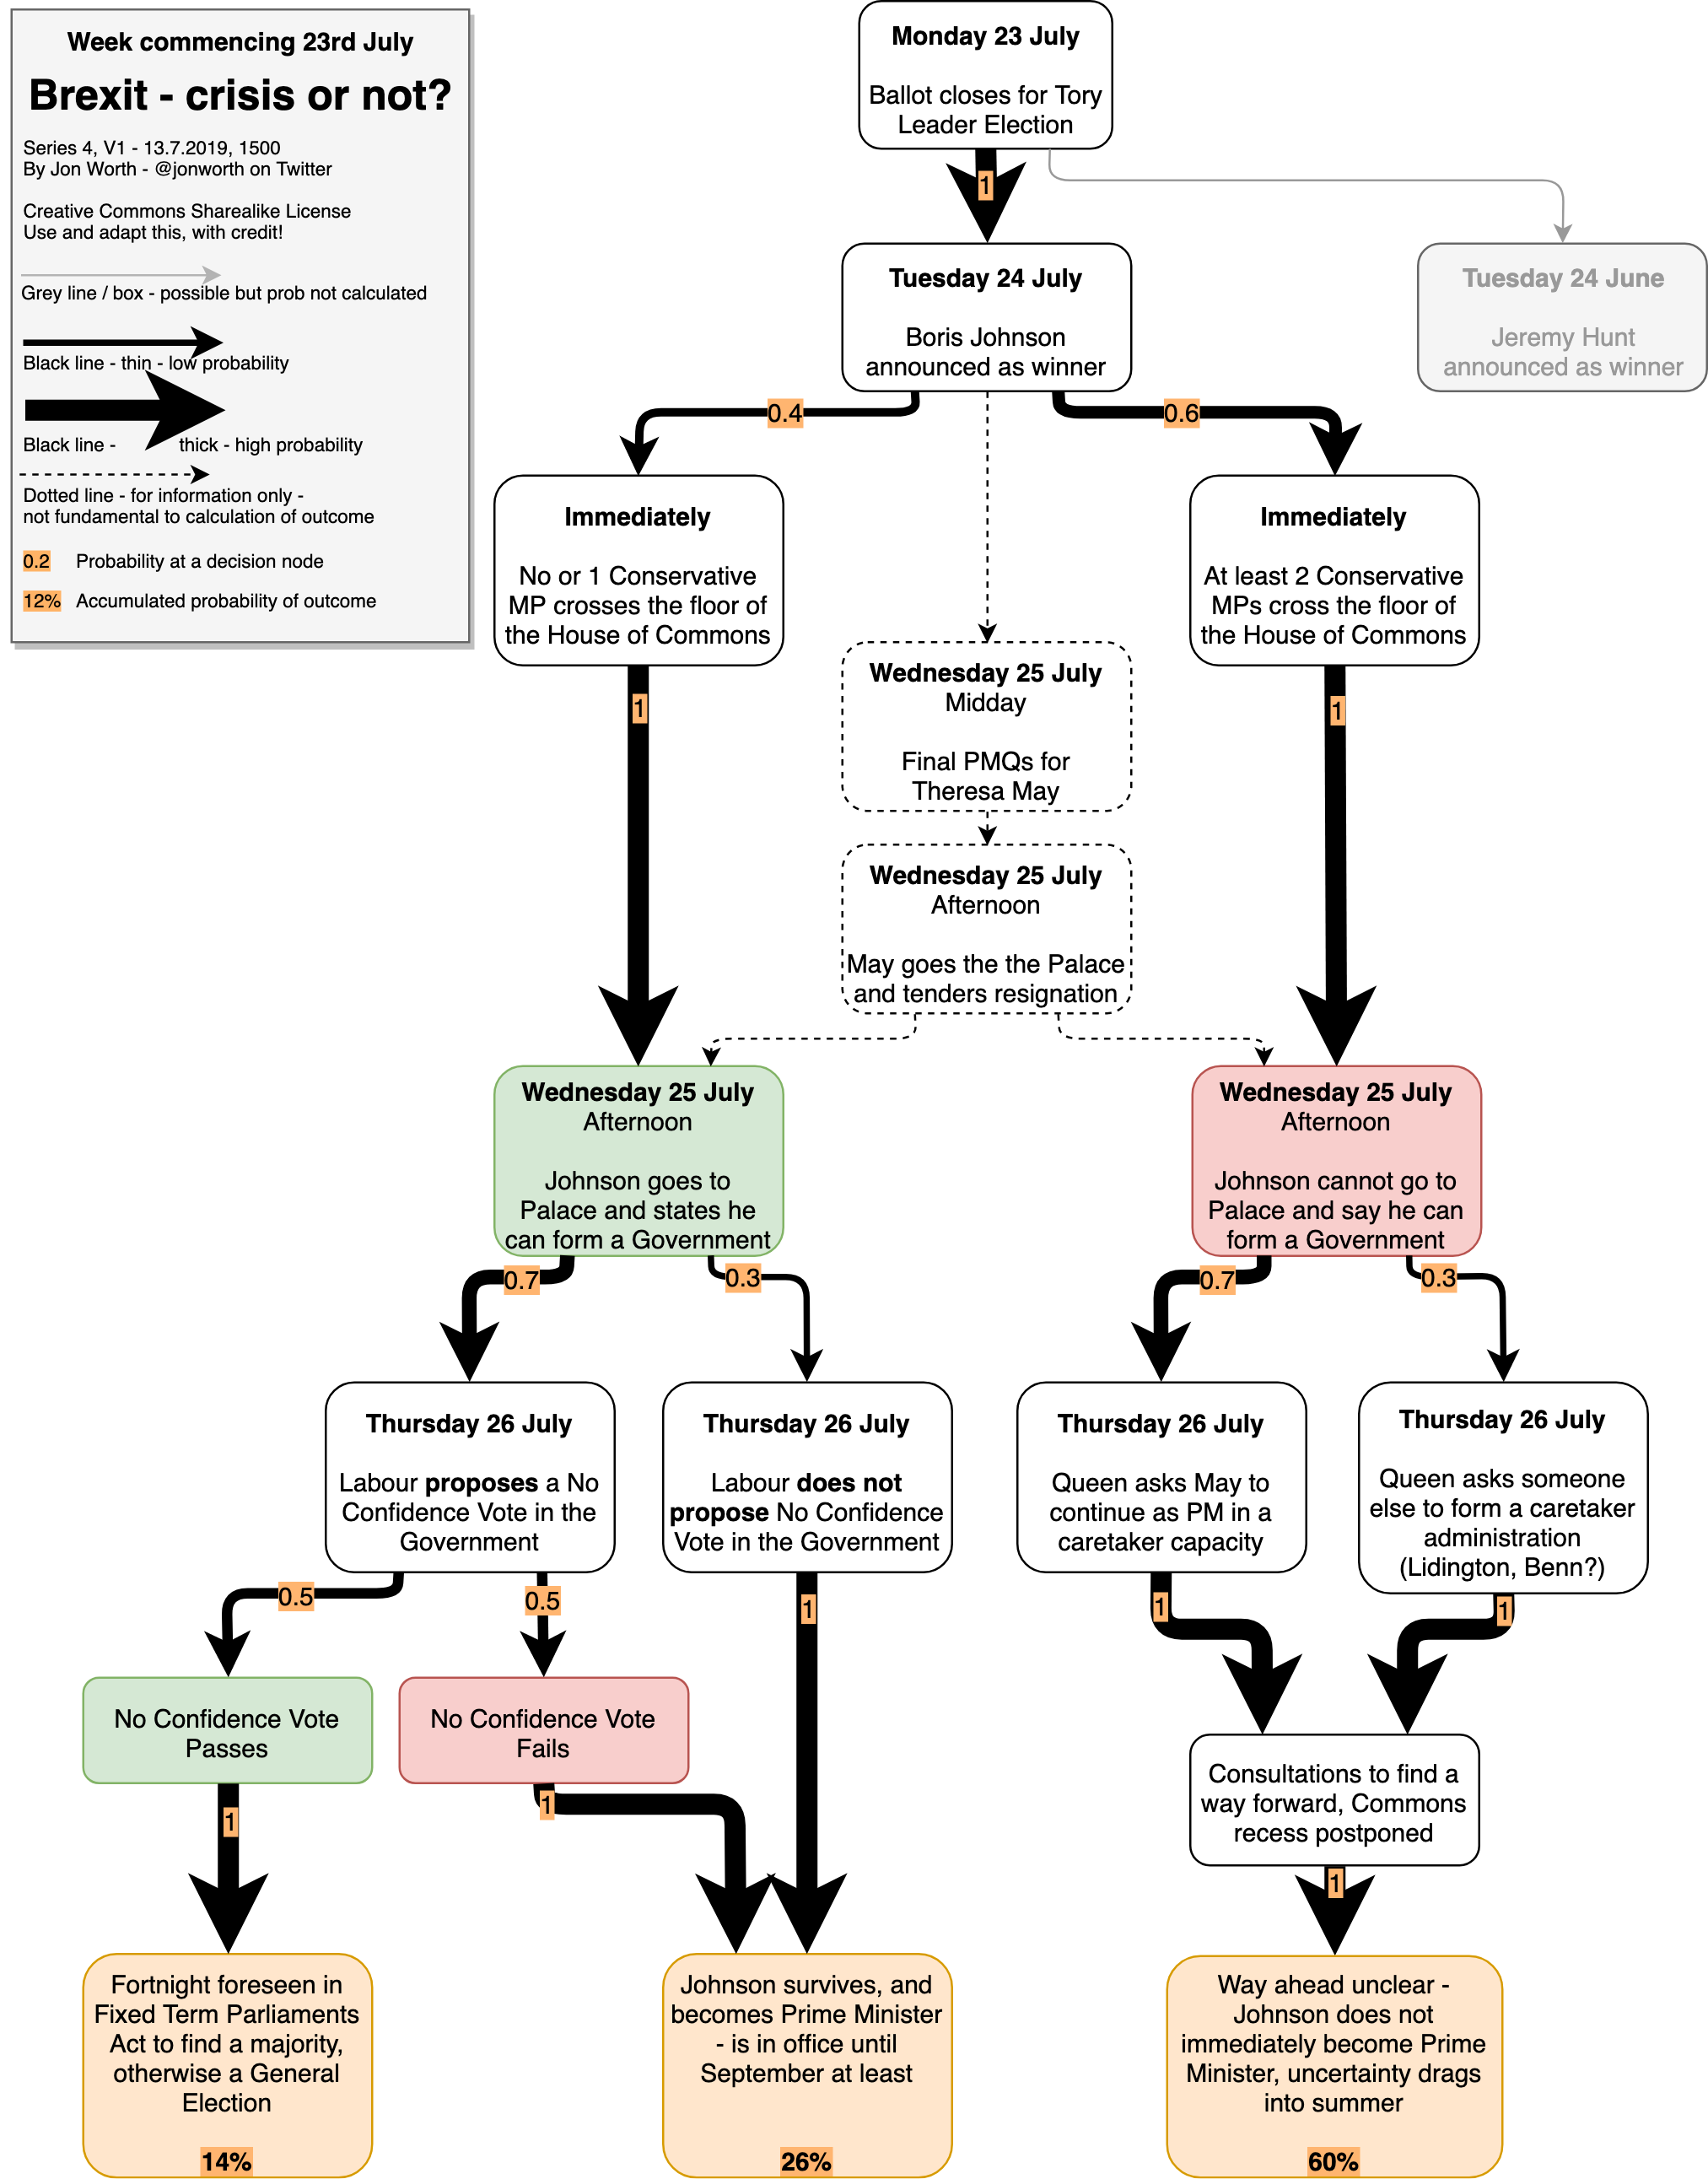 Week commencing 23rd July
Brexit - crisis or not?
Series 4, V1 - 13.7.2019, 1500
By Jon Worth - @jonworth on Twitter
Creative Commons Sharealike License
Use and adapt this, with credit!
Grey line / box - possible but prob not calculated
Black line - thin - low probability
Black line - thick - high probability
Dotted line - for information only -
not fundamental to calculation of outcome
0.2 Probability at a decision node
12% Accumulated probability of outcome
Monday 23 July
Ballot closes for Tory
Leader Election
1
Tuesday 24 July
Boris Johnson
announced as winner
Tuesday 24 June
Jeremy Hunt
announced as winner
0.4
0.6
Immediately
No or 1 Conservative
MP crosses the floor of
the House of Commons
Immediately
At least 2 Conservative
MPs cross the floor of
the House of Commons
1
1
Wednesday 25 July
Midday
Final PMQs for
Theresa May
Wednesday 25 July
Afternoon
May goes the the Palace
and tenders resignation
Wednesday 25 July
Afternoon
Johnson goes to
Palace and states he
can form a Government
Wednesday 25 July
Afternoon
Johnson cannot go to
Palace and say he can
form a Government
0.7
0.3
0.7
0.3
Thursday 26 July
Labour proposes a No
Confidence Vote in the
Government
Thursday 26 July
Labour does not
propose No Confidence
Vote in the Government
Thursday 26 July
Queen asks May to
continue as PM in a
caretaker capacity
Thursday 26 July
Queen asks someone
else to form a caretaker
administration
(Lidington, Benn?)
0.5
0.5
1
1
1
No Confidence Vote
Passes
No Confidence Vote
Fails
Consultations to find a
way forward, Commons
recess postponed
1
1
1
Fortnight foreseen in
Fixed Term Parliaments
Act to find a majority,
otherwise a General
Election
14%
Johnson survives, and
becomes Prime Minister
- is in office until
September at least
26%
Way ahead unclear -
Johnson does not
immediately become Prime
Minister, uncertainty drags
into summer
60%